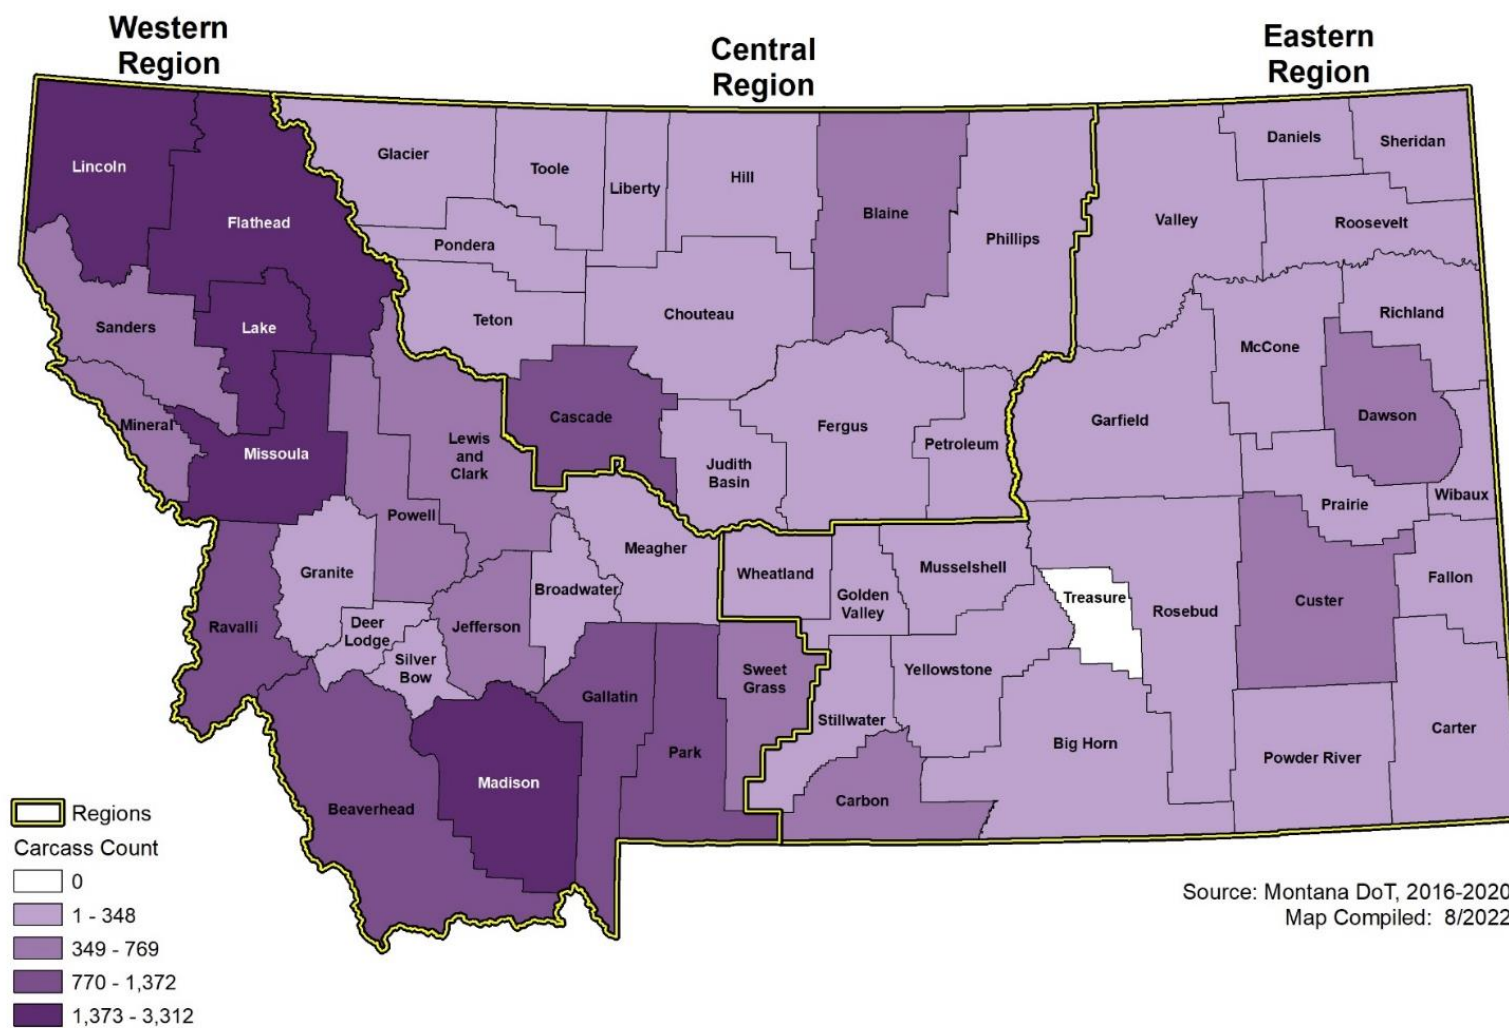 Western
Region
Central
Region
Eastern
Region
Lincoln
Flathead
Glacier
Toole
Liberty
Hill
Blaine
Phillips
Valley
Daniels
Sheridan
Roosevelt
Pondera
Teton
Chouteau
Sanders
Lake
McCone
Richland
Mineral
Missoula
Lewis
and
Clark
Cascade
Judith
Basin
Fergus
Petroleum
Garfield
Dawson
Prairie
Wibaux
Powell
Granite
Meagher
Broadwater
Wheatland
Golden
Valley
Musselshell
Treasure
Rosebud
Custer
Fallon
Ravalli
Deer
Lodge
Silver
Bow
Jefferson
Gallatin
Park
Sweet
Grass
Stillwater
Yellowstone
Big Horn
Powder River
Carter
Beaverhead
Madison
Carbon
Regions
Carcass Count
0
1 - 348
349 - 769
770 - 1,372
1,373 - 3,312
Source: Montana DoT, 2016-2020
Map Compiled: 8/2022